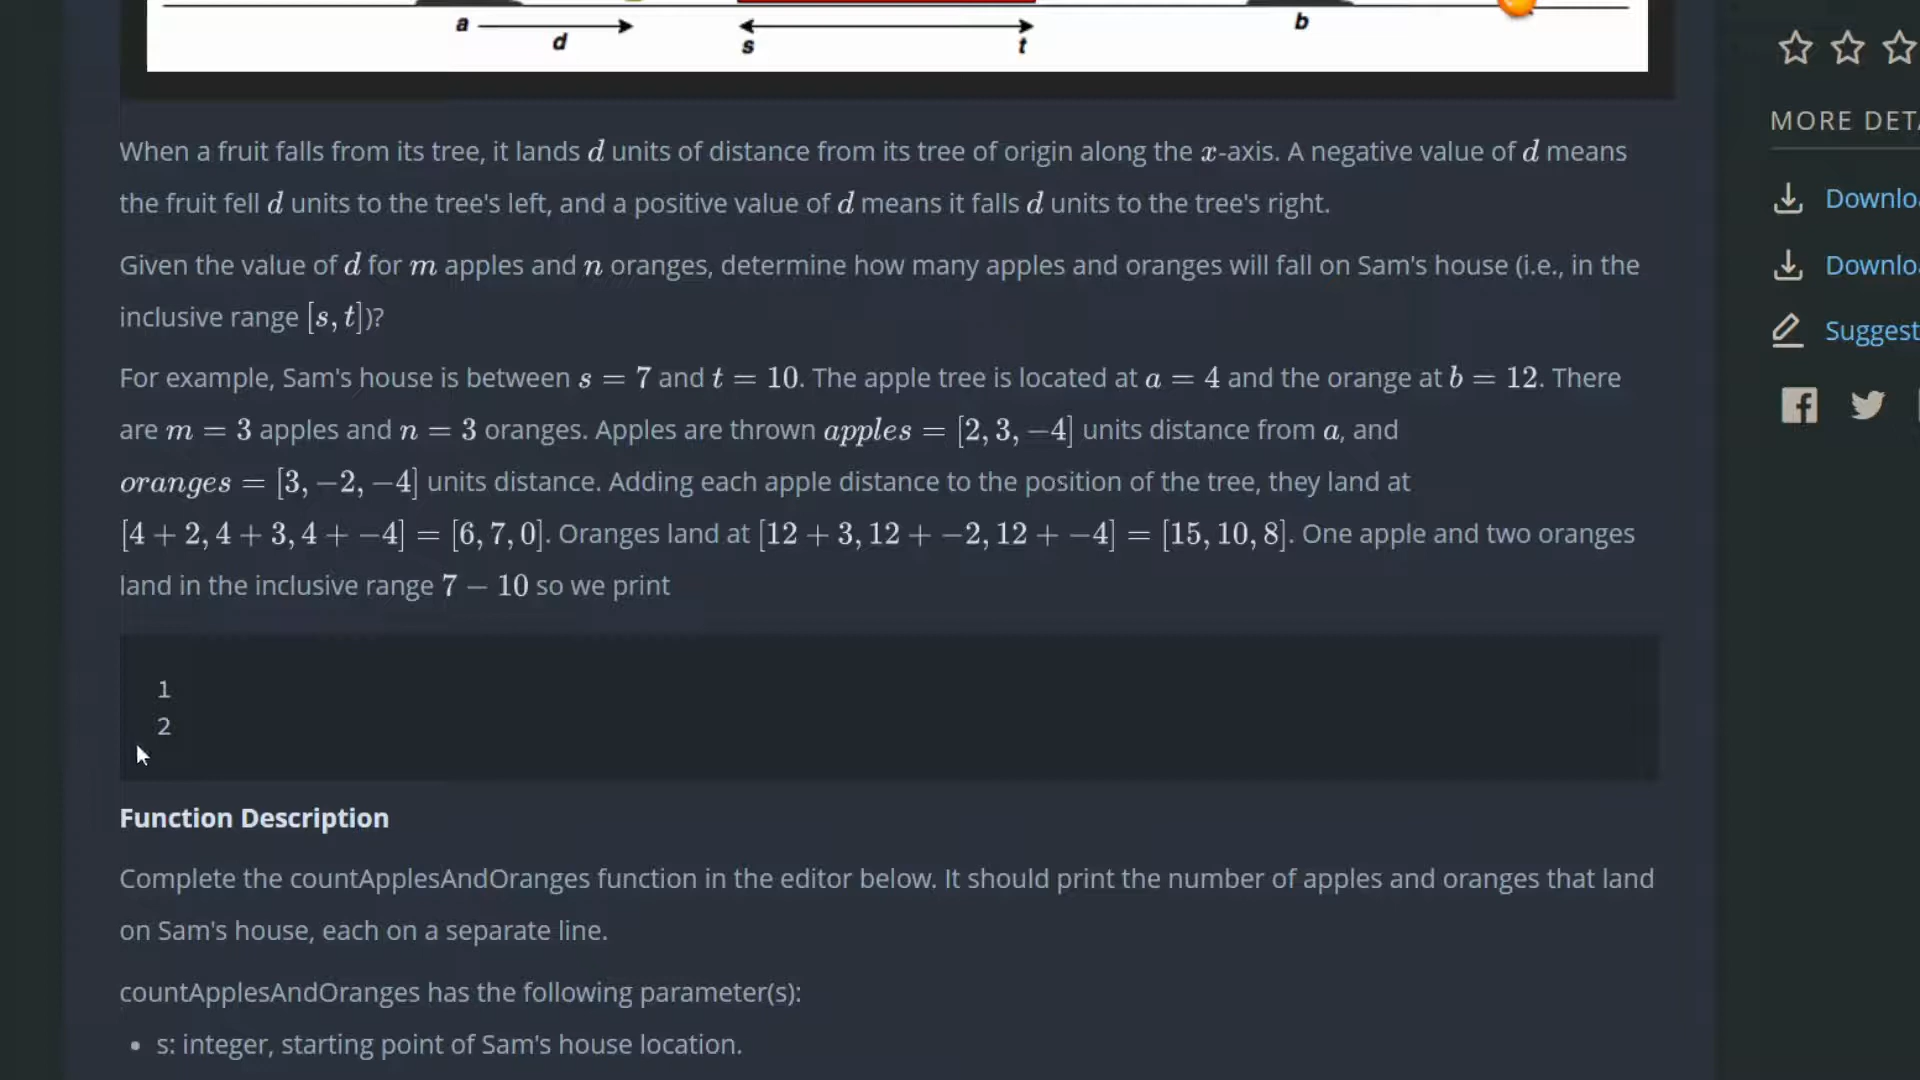 a
d
s
t
b
When a fruit falls from its tree, it lands d units of distance from its tree of origin along the x-axis. A negative value of d means
the fruit fell d units to the tree's left, and a positive value of d means it falls d units to the tree's right.
Given the value of d for m apples and n oranges, determine how many apples and oranges will fall on Sam's house (i.e., in the
inclusive range [s, t])?
For example, Sam's house is between s = 7 and t = 10. The apple tree is located at a = 4 and the orange at b = 12. There
are m = 3 apples and n = 3 oranges. Apples are thrown apples = [2, 3, −4] units distance from a, and
oranges = [3, −2, −4] units distance. Adding each apple distance to the position of the tree, they land at
[4 + 2, 4 + 3, 4 + −4] = [6, 7, 0]. Oranges land at [12 + 3, 12 + −2, 12 + −4] = [15, 10, 8]. One apple and two oranges
land in the inclusive range 7 − 10 so we print
1
2
Function Description
Complete the countApplesAndOranges function in the editor below. It should print the number of apples and oranges that land
on Sam's house, each on a separate line.
countApplesAndOranges has the following parameter(s):
• s: integer, starting point of Sam's house location.
MORE DETA
Downlo
Downlo
Suggest